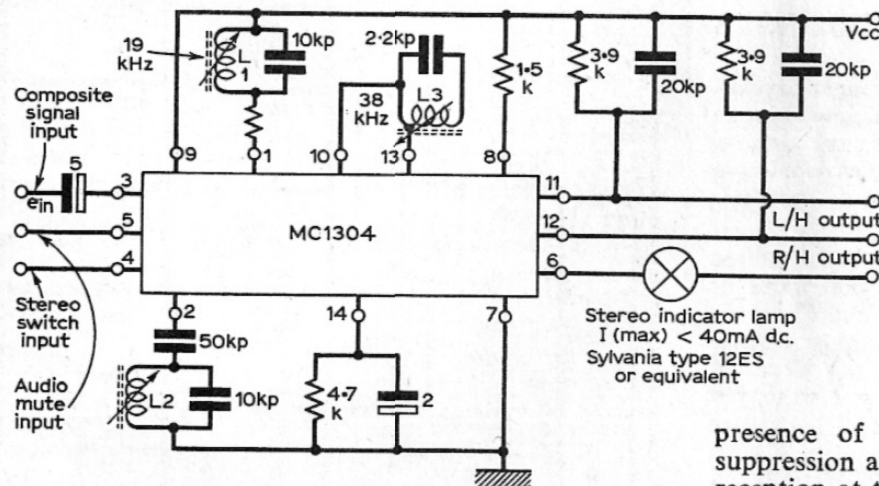 Vcc
19
kHz
L
1
10kp
2·2kp
L3
38
kHz
1·5
k
3·9
k
20kp
3·9
k
20kp
Composite
signal
input
5
ein
3
9
1
10
13
8
11
L/H output
5
MC1304
12
R/H output
4
6
Stereo
switch
input
2
14
7
Stereo indicator lamp
I (max) < 40mA d.c.
Sylvania type 12ES
or equivalent
50kp
Audio
mute
input
L2
10kp
4·7
k
2
presence of
suppression a
reception at t